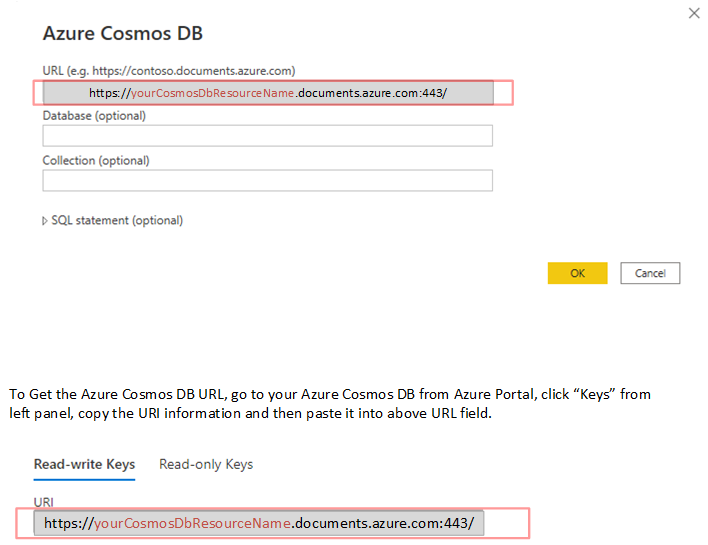 Azure Cosmos DB
URL (e.g. https://contoso.documents.azure.com)
https://yourCosmosDbResourceName.documents.azure.com:443/
Database (optional)
Collection (optional)
SQL statement (optional)
OK
Cancel
To Get the Azure Cosmos DB URL, go to your Azure Cosmos DB from Azure Portal, click “Keys” from
left panel, copy the URI information and then paste it into above URL field.
Read-write Keys
Read-only Keys
URI
https://yourCosmosDbResourceName.documents.azure.com:443/